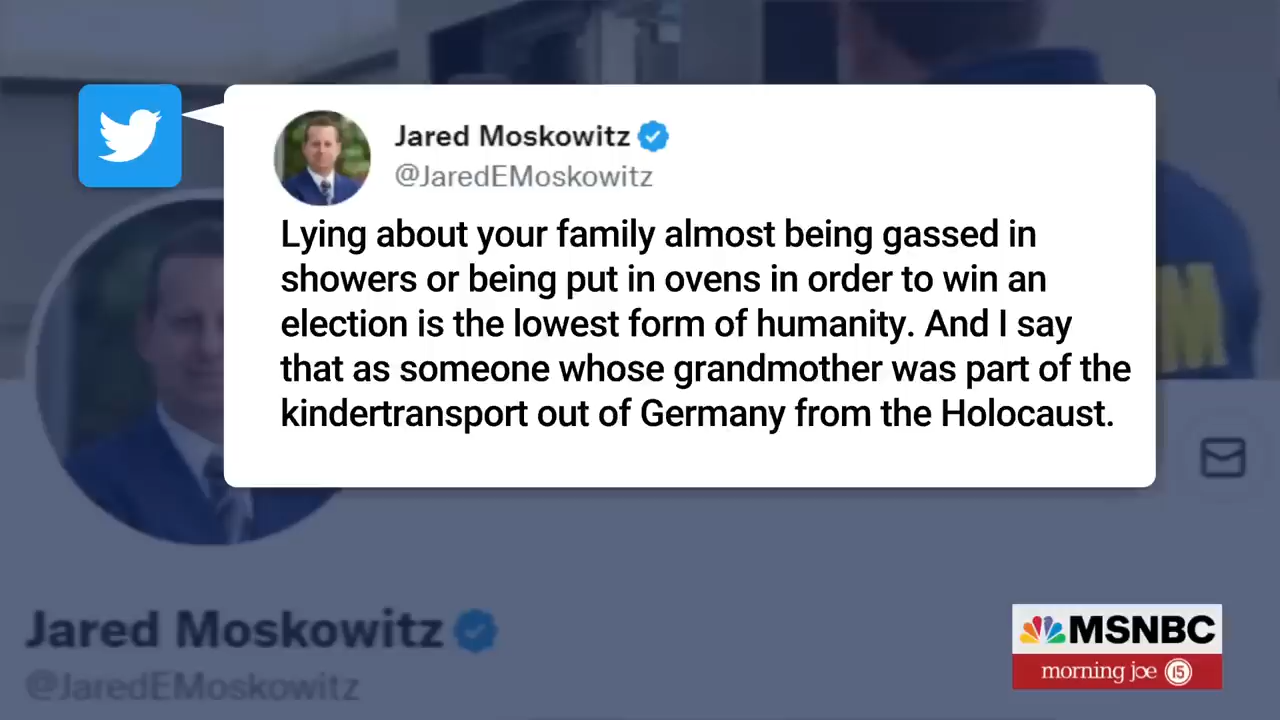 Jared Moskowitz
@JaredEMoskowitz
Lying about your family almost being gassed in
showers or being put in ovens in order to win an
election is the lowest form of humanity. And I say
that as someone whose grandmother was part of the
kindertransport out of Germany from the Holocaust.
M
Jared Moskowitz
@JaredEMoskowitz
MSNBC
morning joe 15